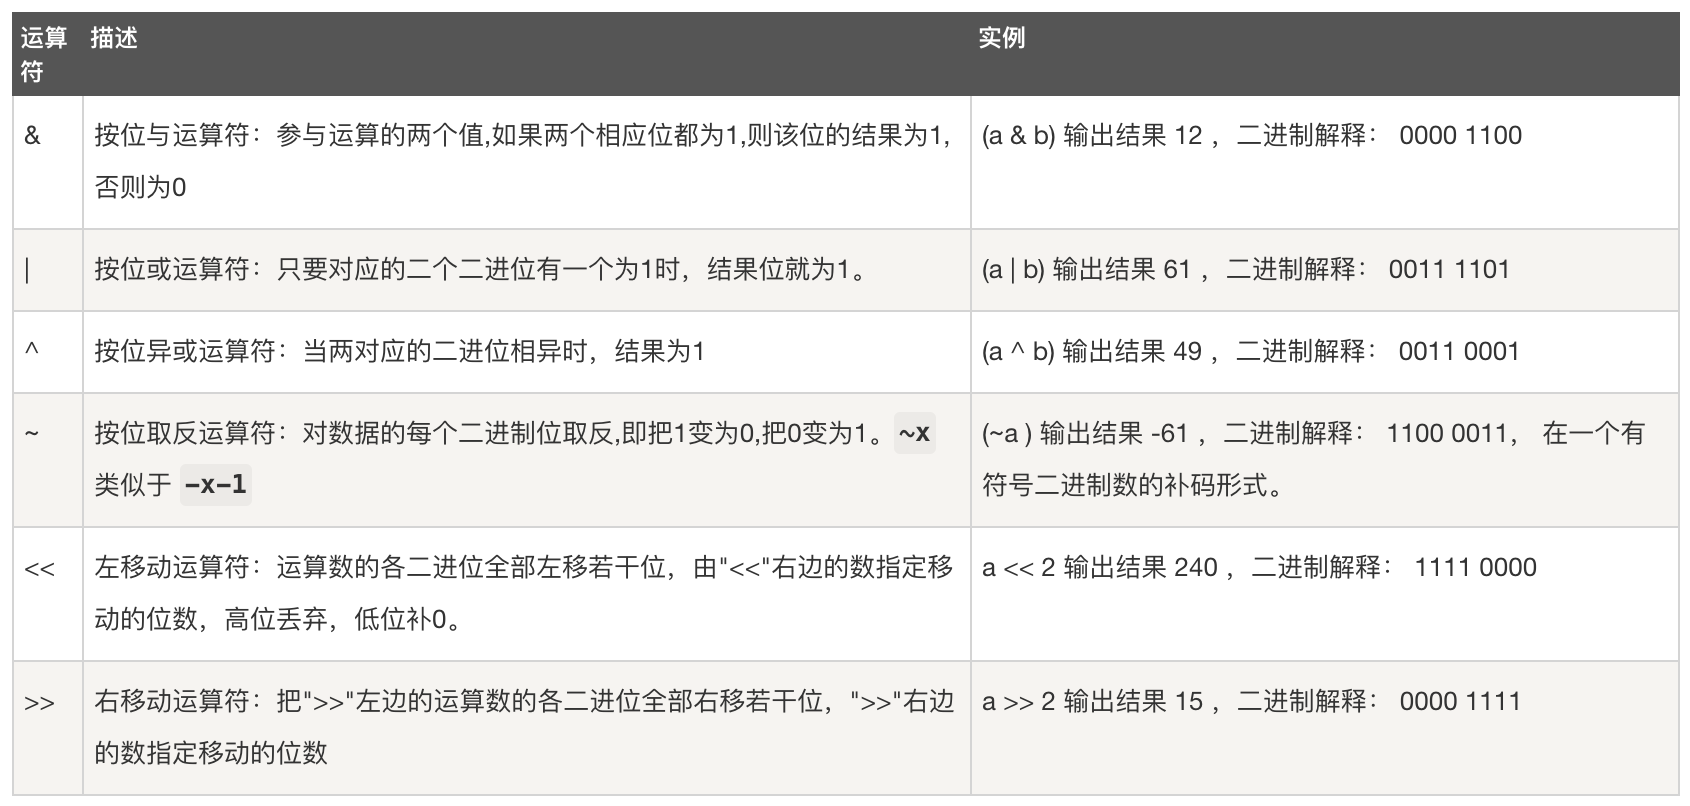 运算 描述 实例
符
& 按位与运算符：参与运算的两个值,如果两个相应位都为1,则该位的结果为1, (a & b) 输出结果 12 ，二进制解释： 0000 1100
否则为0
| 按位或运算符：只要对应的二个二进位有一个为1时，结果位就为1。 (a | b) 输出结果 61 ，二进制解释： 0011 1101
^ 按位异或运算符：当两对应的二进位相异时，结果为1 (a ^ b) 输出结果 49 ，二进制解释： 0011 0001
~ 按位取反运算符：对数据的每个二进制位取反,即把1变为0,把0变为1。~x (~a ) 输出结果 -61 ，二进制解释： 1100 0011， 在一个有
类似于 -x-1 符号二进制数的补码形式。
<< 左移动运算符：运算数的各二进位全部左移若干位，由"<<"右边的数指定移 a << 2 输出结果 240 ，二进制解释： 1111 0000
动的位数，高位丢弃，低位补0。
>> 右移动运算符：把">>"左边的运算数的各二进位全部右移若干位，">>"右边 a >> 2 输出结果 15 ，二进制解释： 0000 1111
的数指定移动的位数